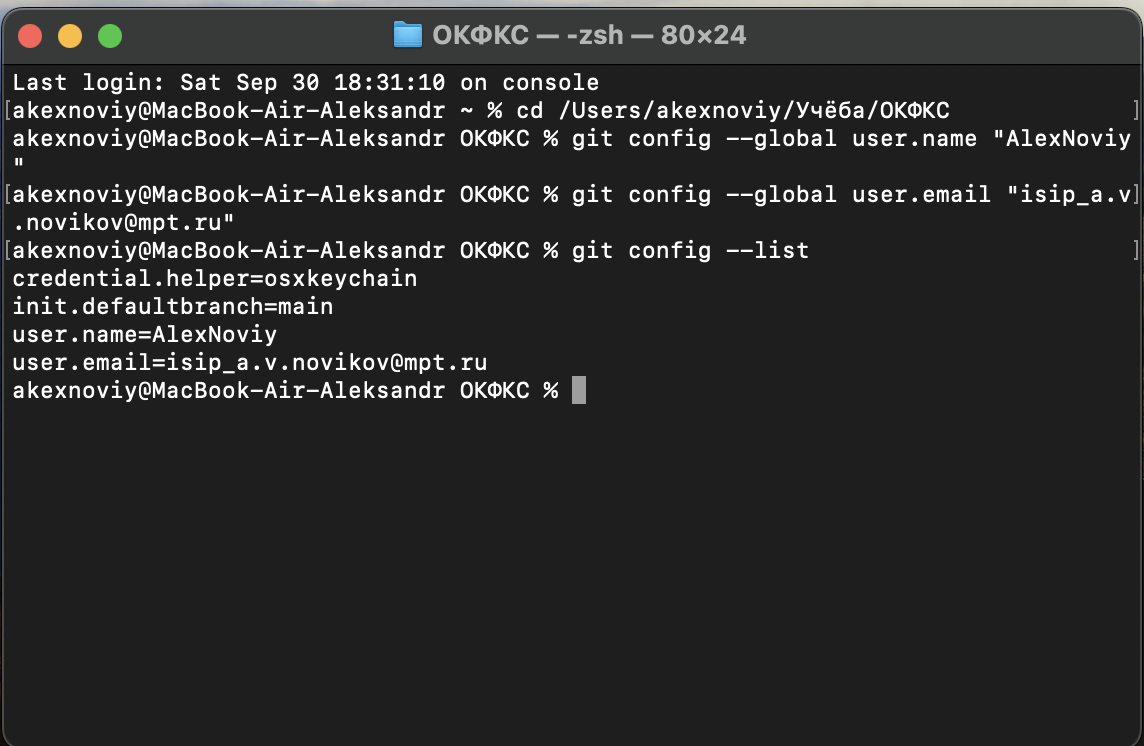 ОКФКС — -zsh — 80×24
Last login: Sat Sep 30 18:31:10 on console
[akexnoviy@MacBook-Air-Aleksandr ~ % cd /Users/akexnoviy/Учёба/ОКФКС ]
akexnoviy@MacBook-Air-Aleksandr ОКФКС % git config --global user.name "AlexNoviy
"
[akexnoviy@MacBook-Air-Aleksandr ОКФКС % git config --global user.email "isip_a.v]
.novikov@mpt.ru"
[akexnoviy@MacBook-Air-Aleksandr ОКФКС % git config --list ]
credential.helper=osxkeychain
init.defaultbranch=main
user.name=AlexNoviy
user.email=isip_a.v.novikov@mpt.ru
akexnoviy@MacBook-Air-Aleksandr ОКФКС %